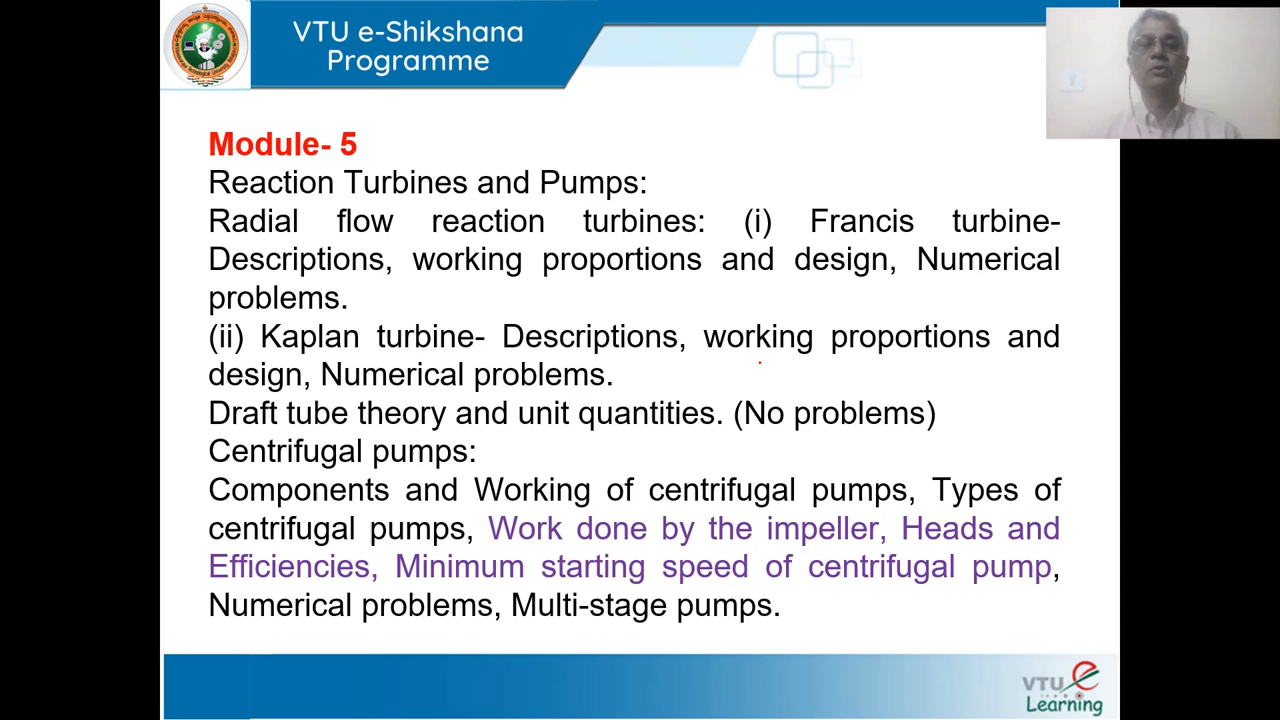 VTU e-Shikshana
Programme
Module- 5
Reaction Turbines and Pumps:
Radial flow reaction turbines: (i) Francis turbine-
Descriptions, working proportions and design, Numerical
problems.
(ii) Kaplan turbine- Descriptions, working proportions and
design, Numerical problems.
Draft tube theory and unit quantities. (No problems)
Centrifugal pumps:
Components and Working of centrifugal pumps, Types of
centrifugal pumps, Work done by the impeller, Heads and
Efficiencies, Minimum starting speed of centrifugal pump,
Numerical problems, Multi-stage pumps.
VTU e
Learning